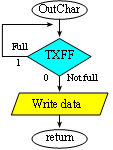 OutChar
Full
TXFF
1
0
Not full
Write data
return